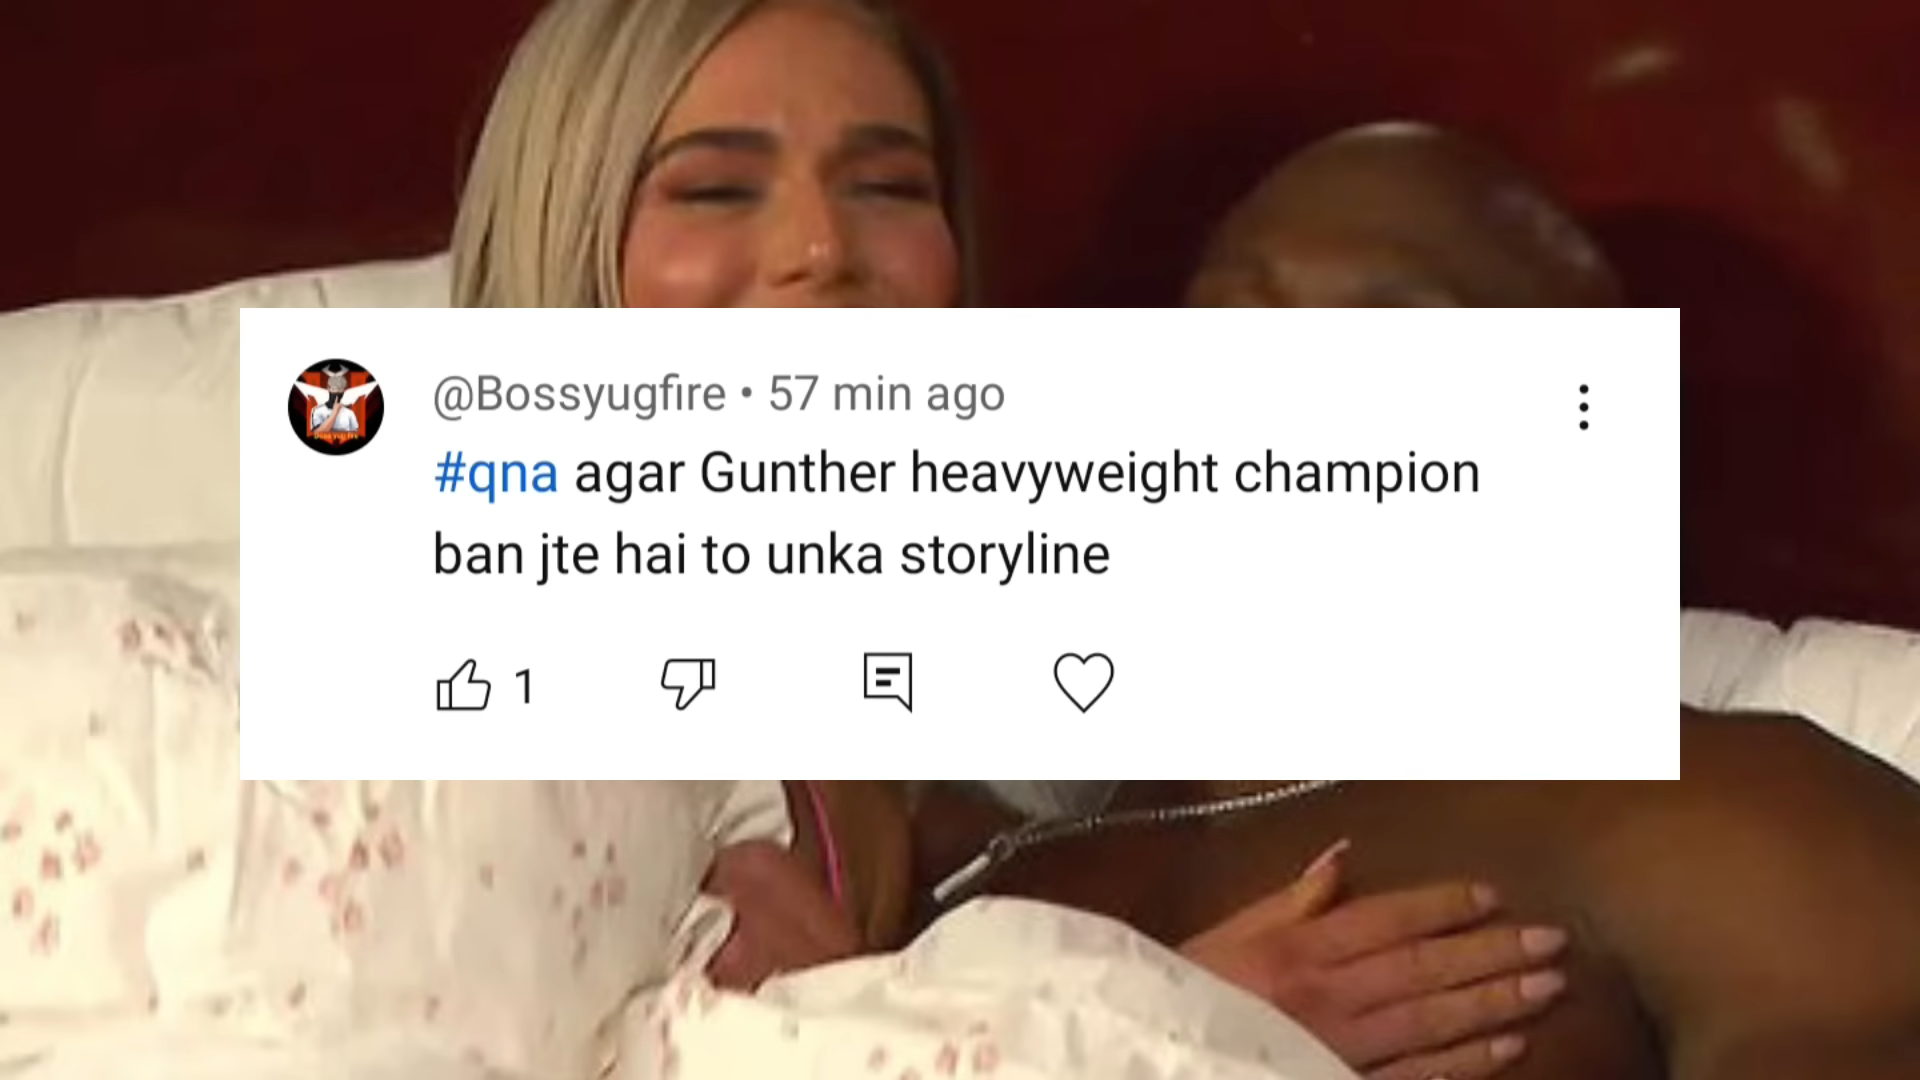 @Bossyugfire • 57 min ago
#qna agar Gunther heavyweight champion
ban jte hai to unka storyline
1